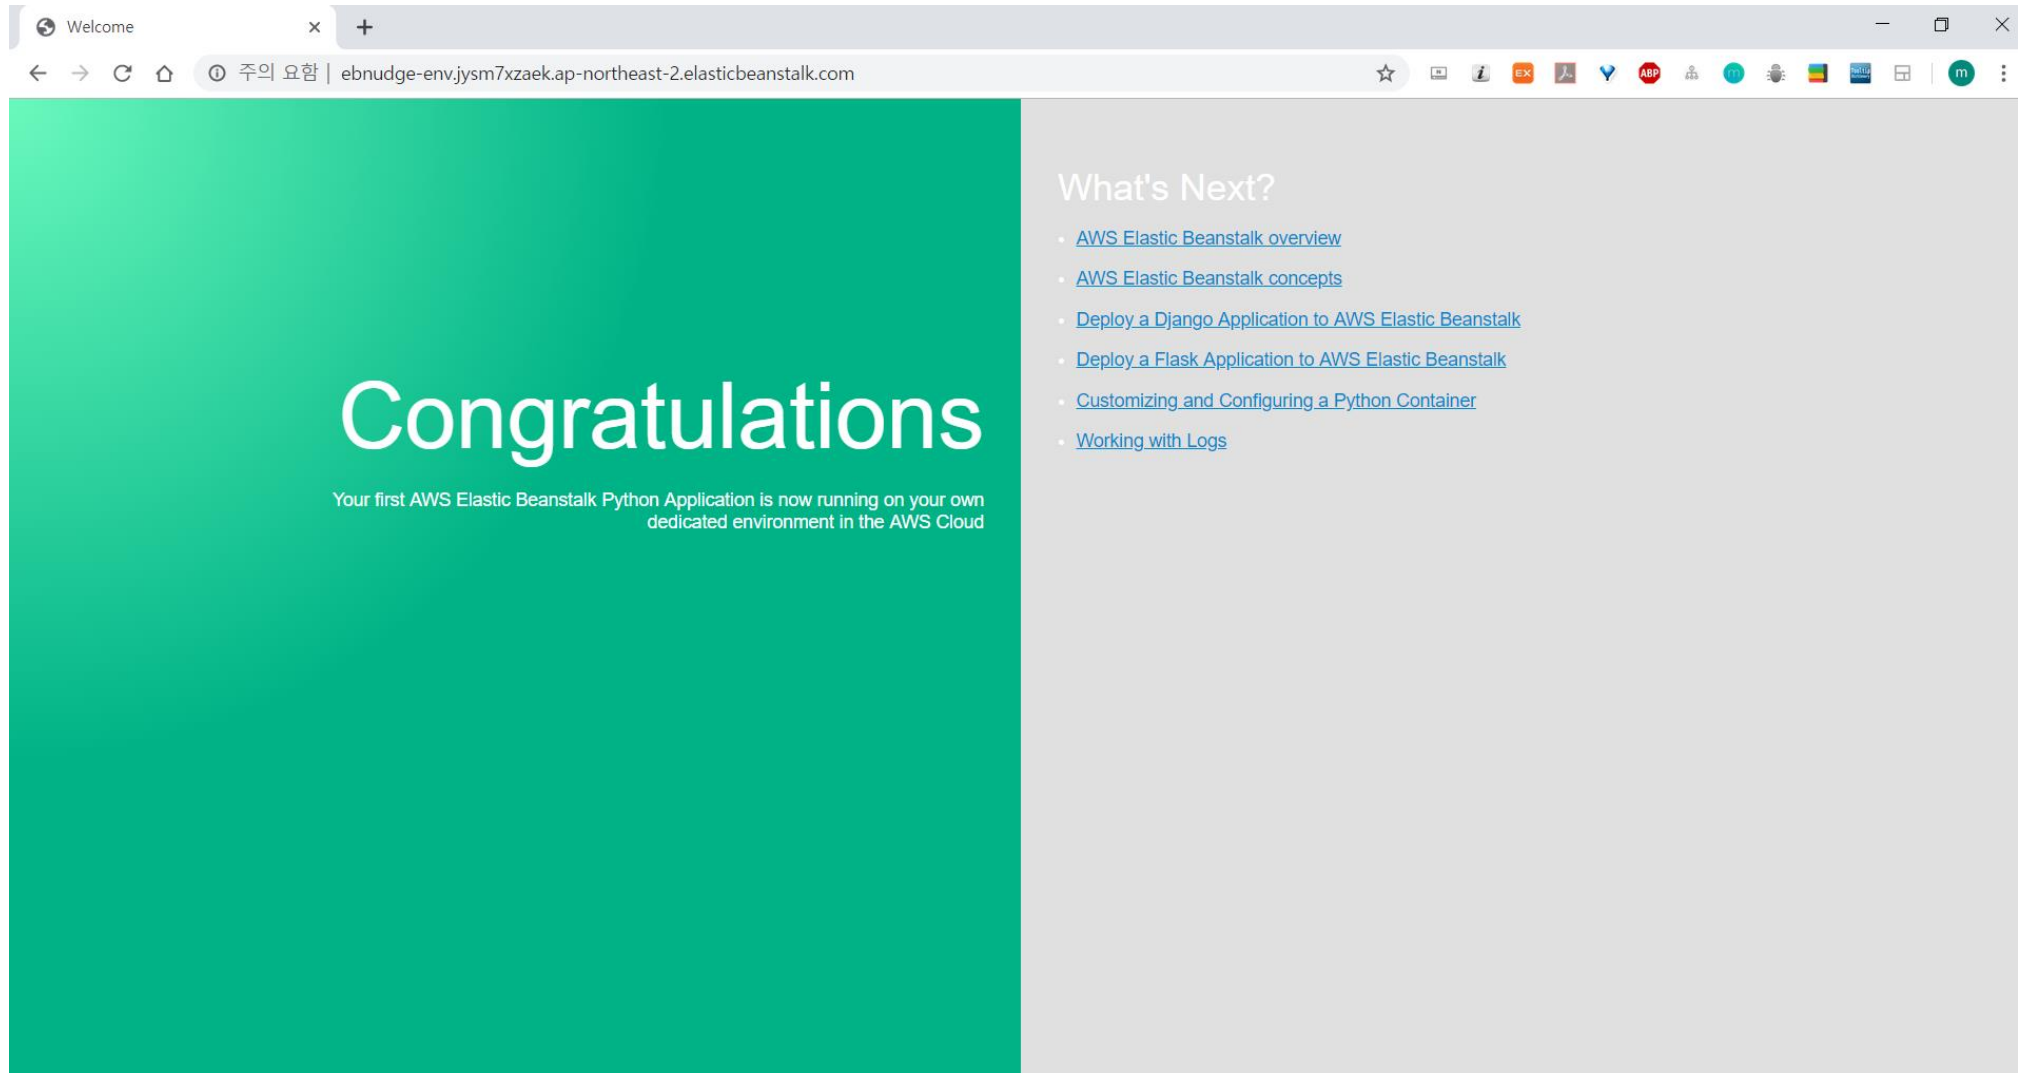 Welcome
주의 요함 | ebnudge-env.jysm7xzaek.ap-northeast-2.elasticbeanstalk.com
EX
ABP
m
m
Congratulations
Your first AWS Elastic Beanstalk Python Application is now running on your own
dedicated environment in the AWS Cloud
What's Next?
AWS Elastic Beanstalk overview
AWS Elastic Beanstalk concepts
Deploy a Django Application to AWS Elastic Beanstalk
Deploy a Flask Application to AWS Elastic Beanstalk
Customizing and Configuring a Python Container
Working with Logs